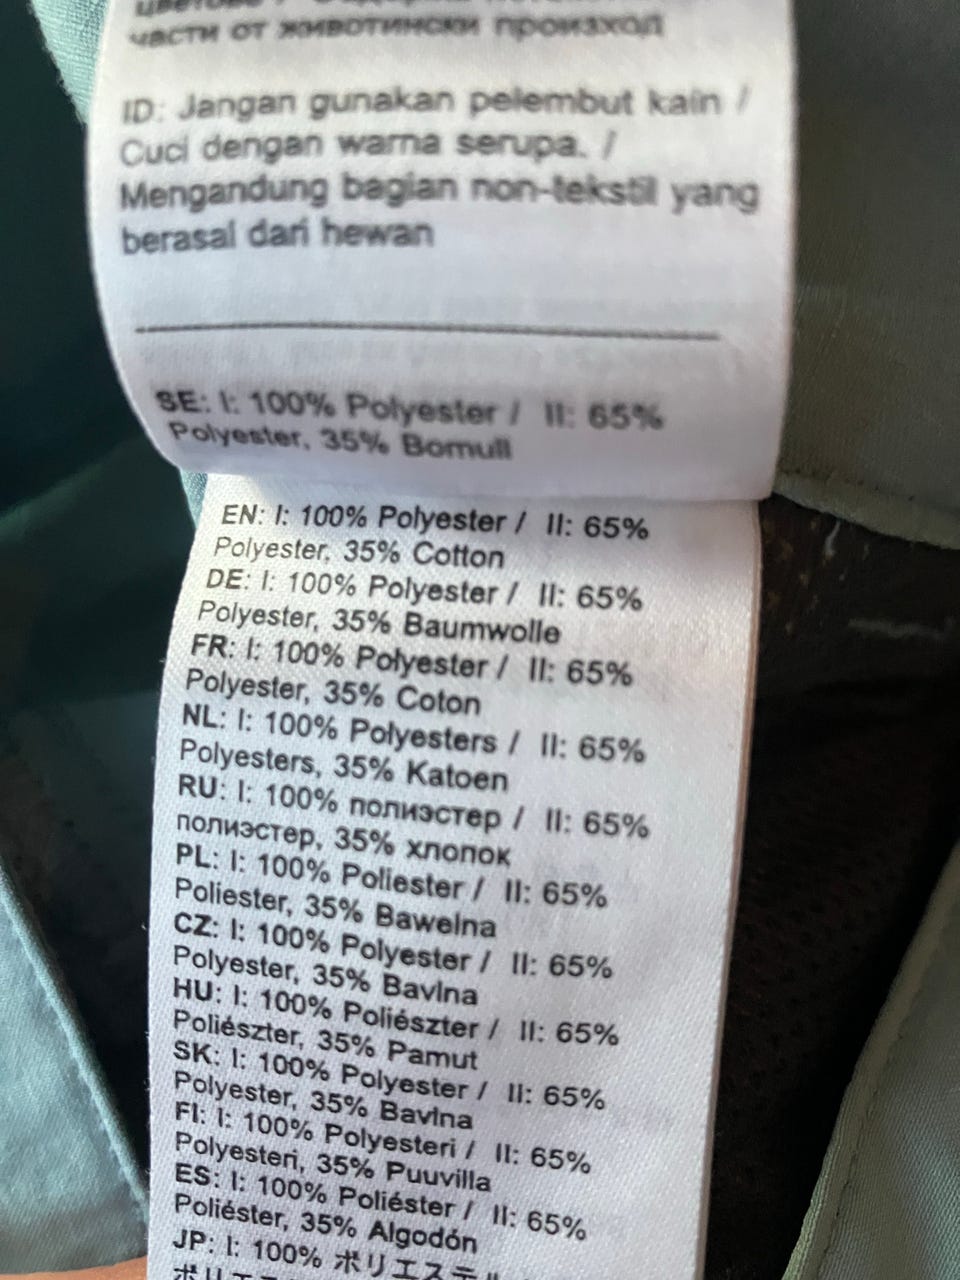 части от животински произход
ID: Jangan gunakan pelembut kain /
Cuci dengan warna serupa. /
Mengandung bagian non-tekstil yang
berasal dari hewan
SE: I: 100% Polyester / II: 65%
Polyester, 35% Bomull
EN: I: 100% Polyester / II: 65%
Polyester, 35% Cotton
DE: I: 100% Polyester / II: 65%
Polyester, 35% Baumwolle
FR: I: 100% Polyester / II: 65%
Polyester, 35% Coton
NL: I: 100% Polyesters / II: 65%
Polyesters, 35% Katoen
RU: I: 100% полиэстер / II: 65%
полиэстер, 35% хлопок
PL: I: 100% Poliester / II: 65%
Poliester, 35% Bawełna
CZ: I: 100% Polyester / II: 65%
Polyester, 35% Bavlna
HU: I: 100% Poliészter / II: 65%
Poliészter, 35% Pamut
SK: I: 100% Polyester / II: 65%
Polyester, 35% Bavlna
FI: I: 100% Polyesteri / II: 65%
Polyesteri, 35% Puuvilla
ES: I: 100% Poliéster / II: 65%
Poliéster, 35% Algodón
JP: I: 100% ポリエステル